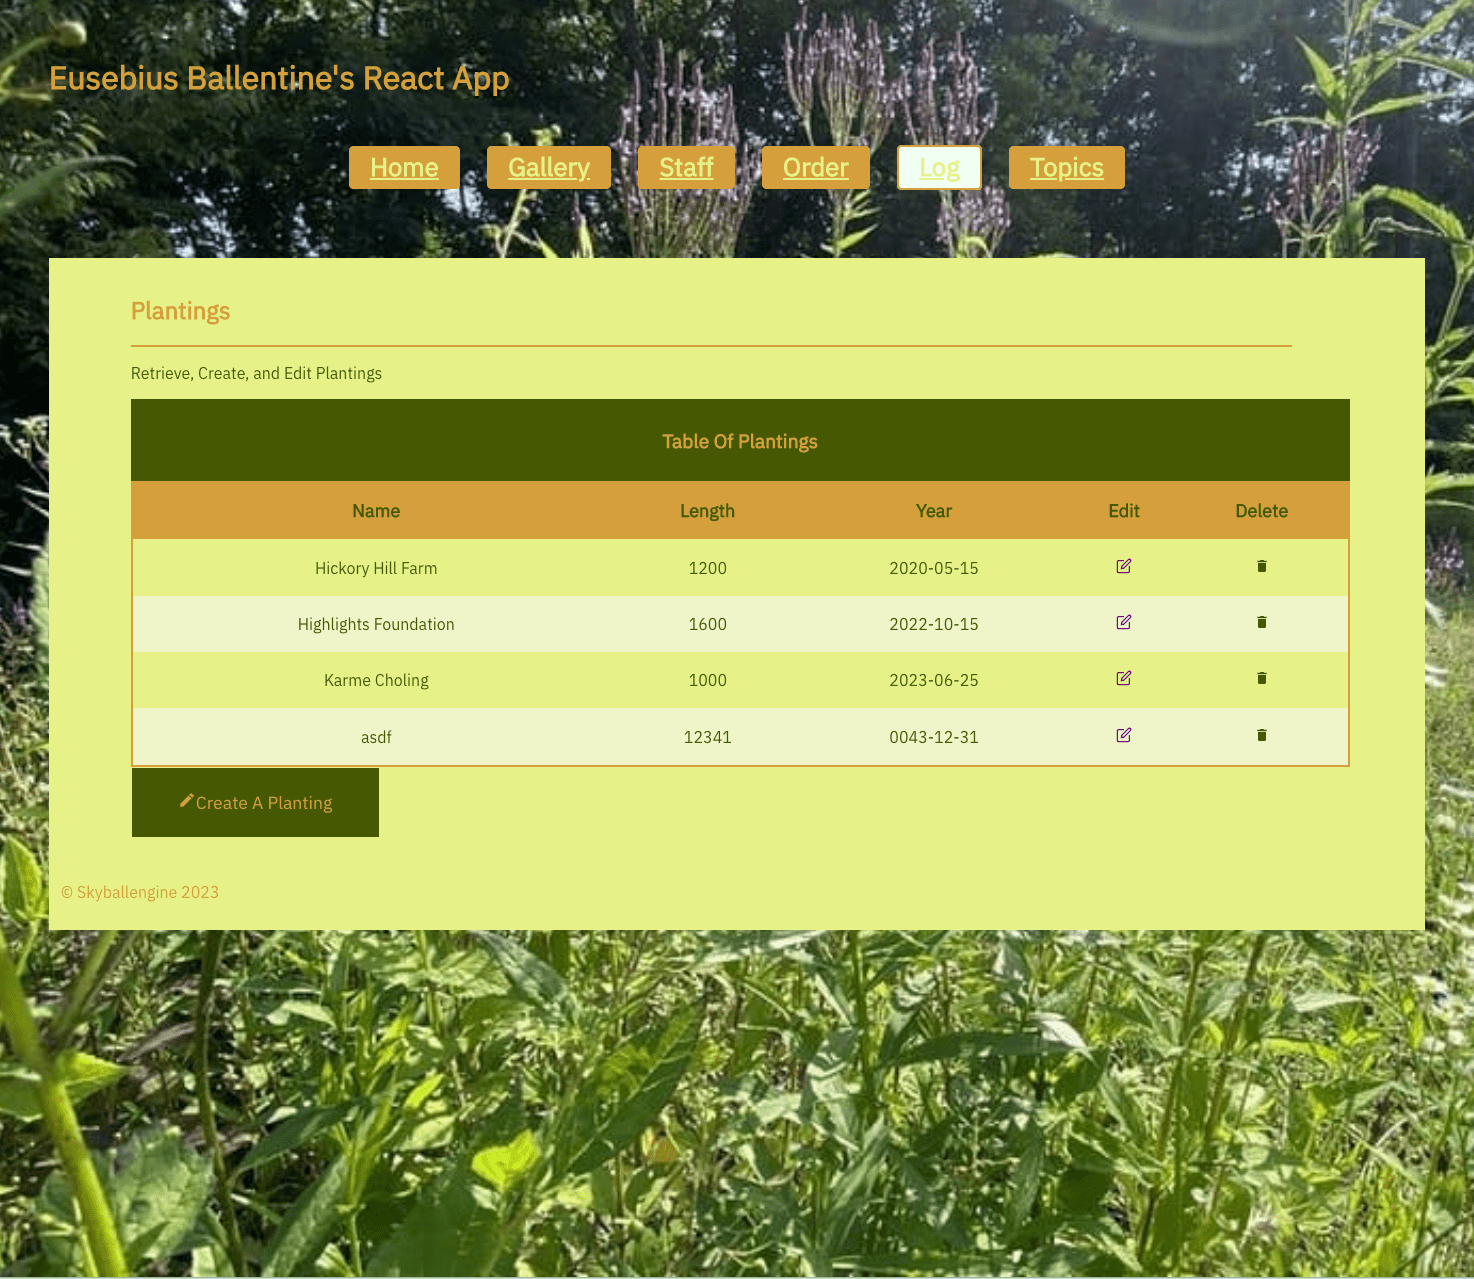 Eusebius Ballentine's React App
Home Gallery Staff Order Log Topics
Plantings
Retrieve, Create, and Edit Plantings
Table Of Plantings
Name Length Year Edit Delete
Hickory Hill Farm 1200 2020-05-15
Highlights Foundation 1600 2022-10-15
Karme Choling 1000 2023-06-25
asdf 12341 0043-12-31
Create A Planting
© Skyballengine 2023